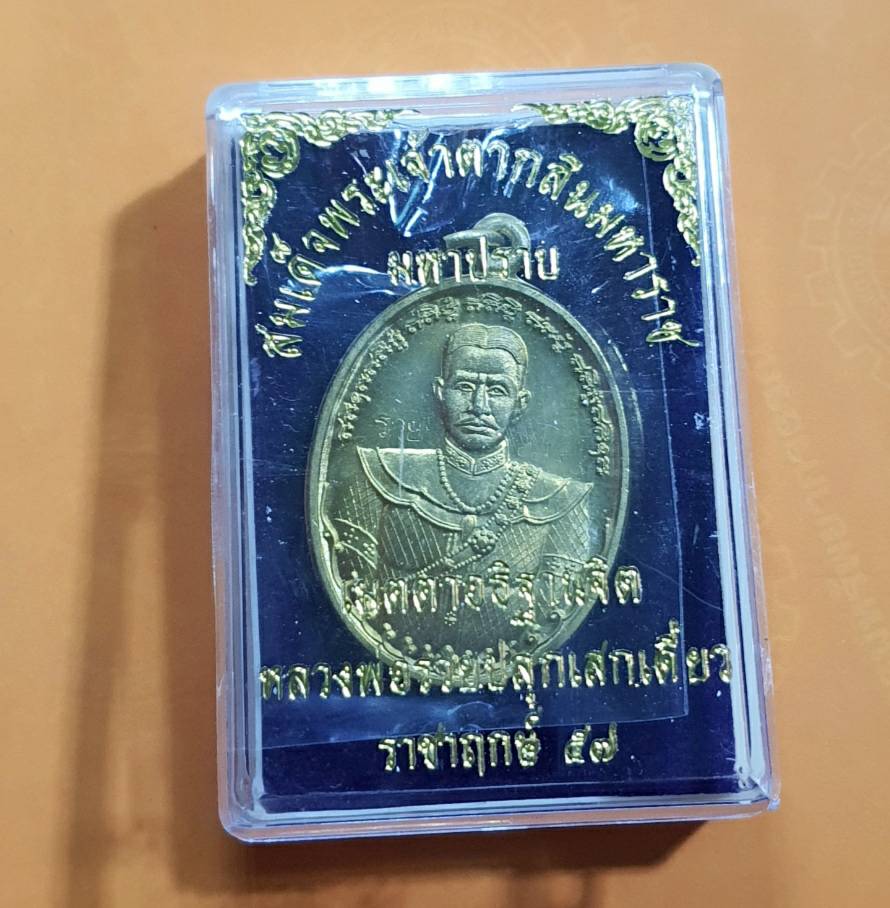 สมเด็จพระเจ้าตากสินมหาราช
มหาปราบ
เมตตาอธิฐานจิต
หลวงพ่อรวยปลุกเสกเดี่ยว
ราชาฤกษ์ ๕๗